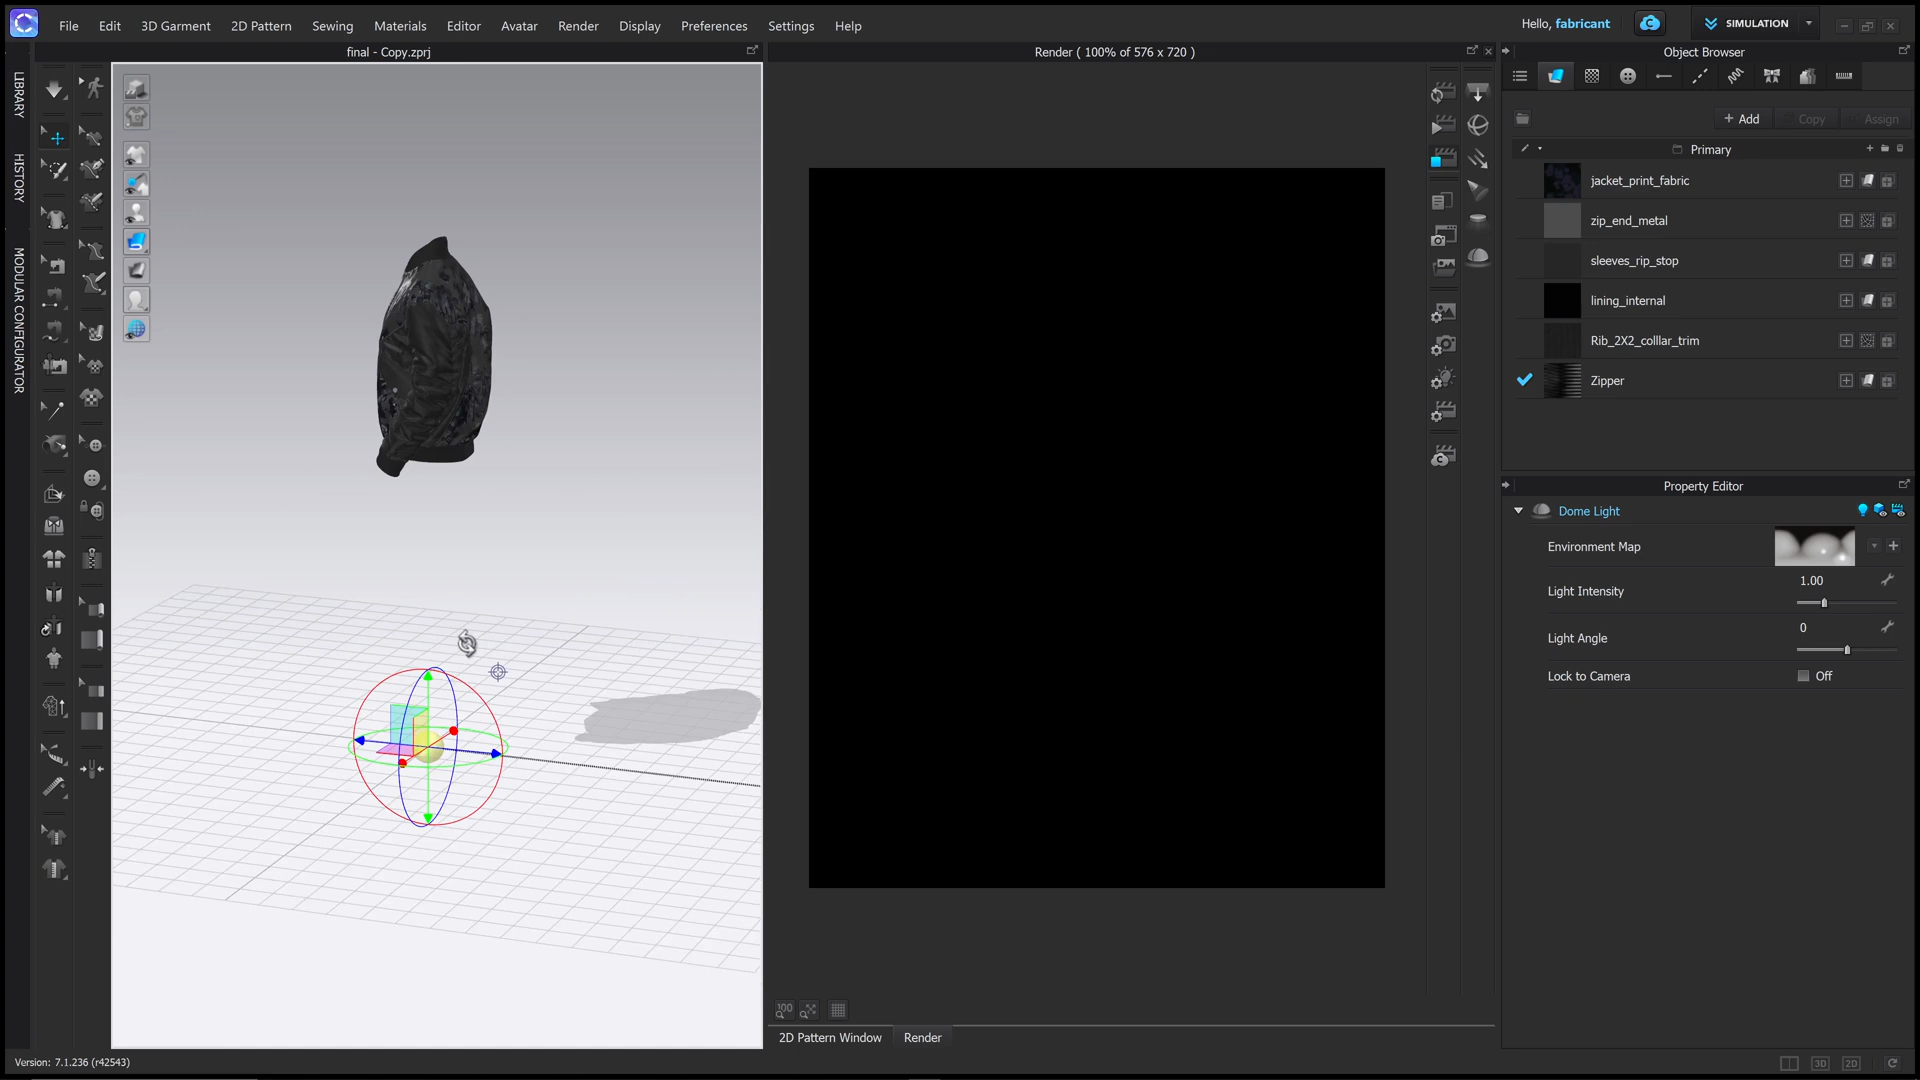 File Edit 3D Garment 2D Pattern Sewing Materials Editor Avatar Render Display Preferences Settings Help
Hello, fabricant
SIMULATION
final - Copy.zprj
Render ( 100% of 576 x 720 )
Object Browser
LIBRARY
HISTORY
MODULAR CONFIGURATOR
+ Add
Copy
Assign
Primary
jacket_print_fabric
zip_end_metal
sleeves_rip_stop
lining_internal
Rib_2X2_colllar_trim
Zipper
Property Editor
Dome Light
Environment Map
Light Intensity
1.00
Light Angle
0
Lock to Camera
Off
100
2D Pattern Window
Render
Version: 7.1.236 (r42543)
3D
2D